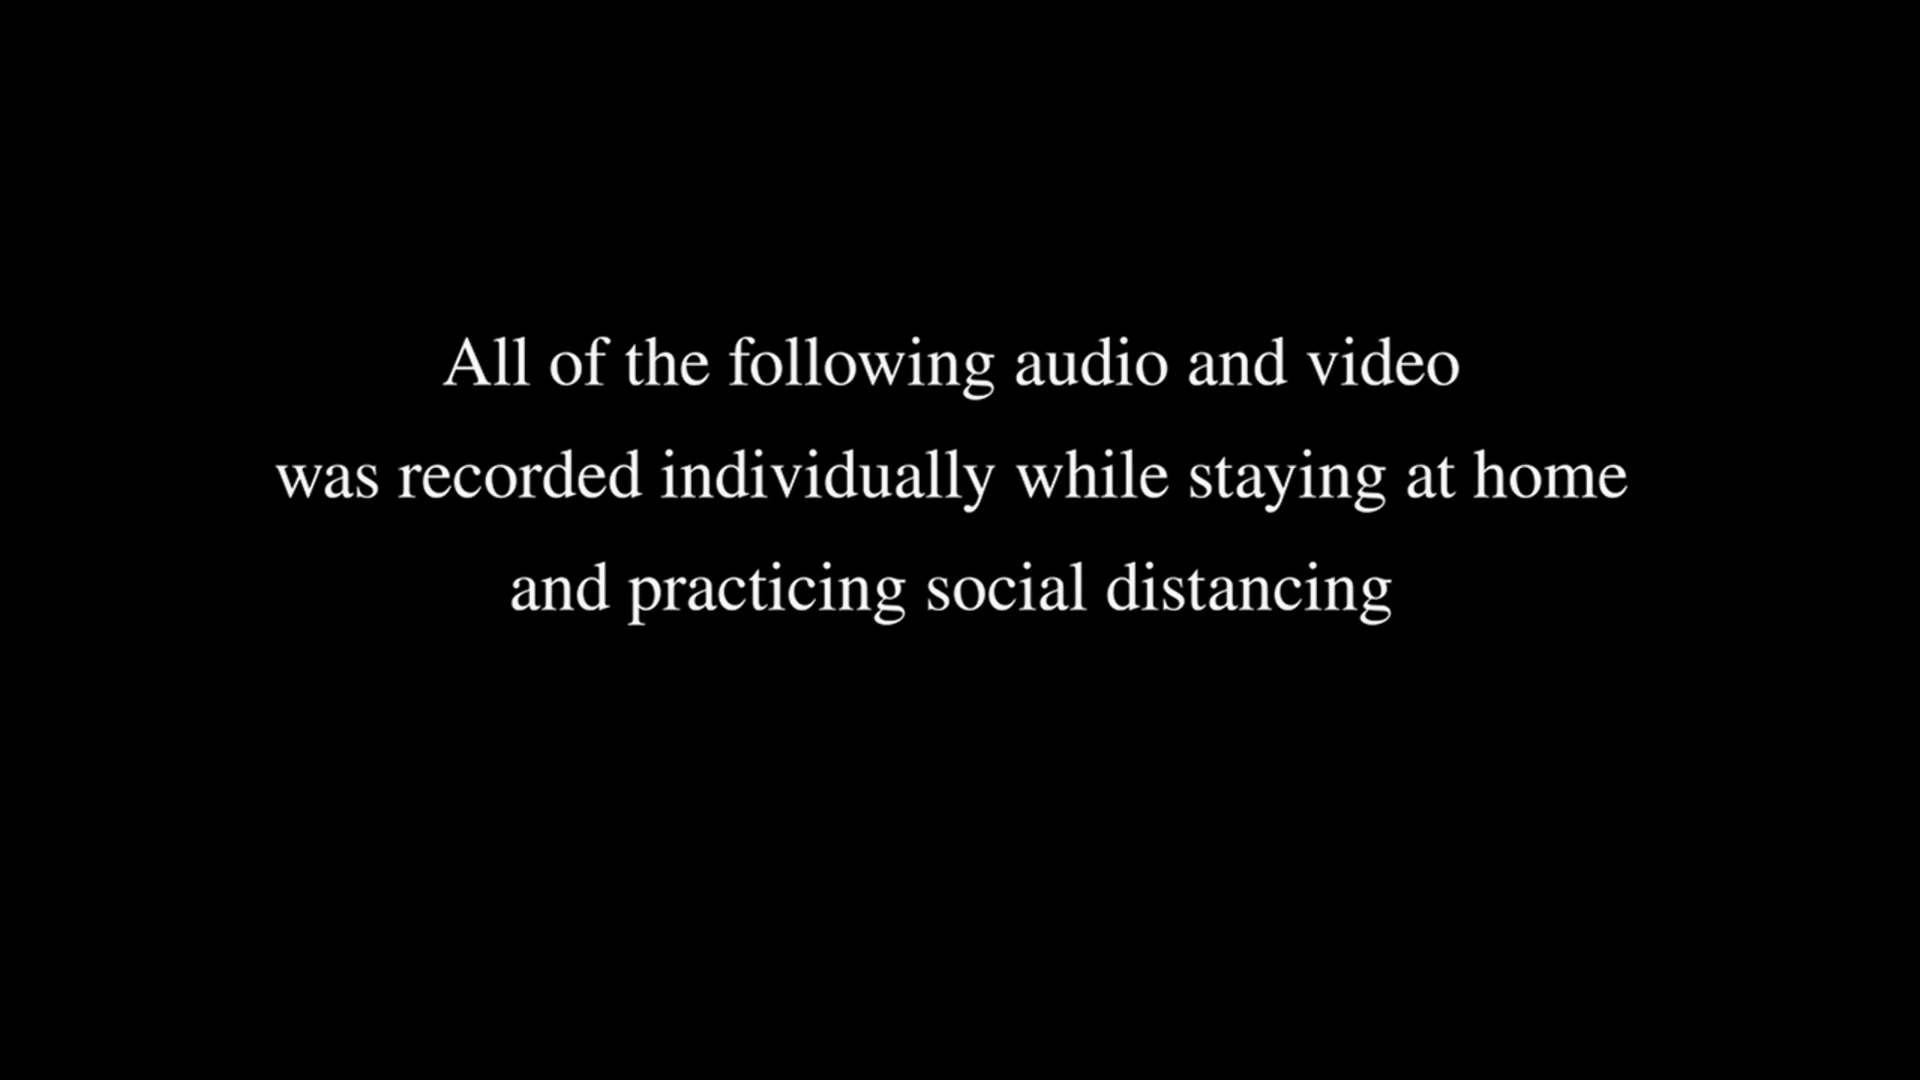 All of the following audio and video
was recorded individually while staying at home
and practicing social distancing